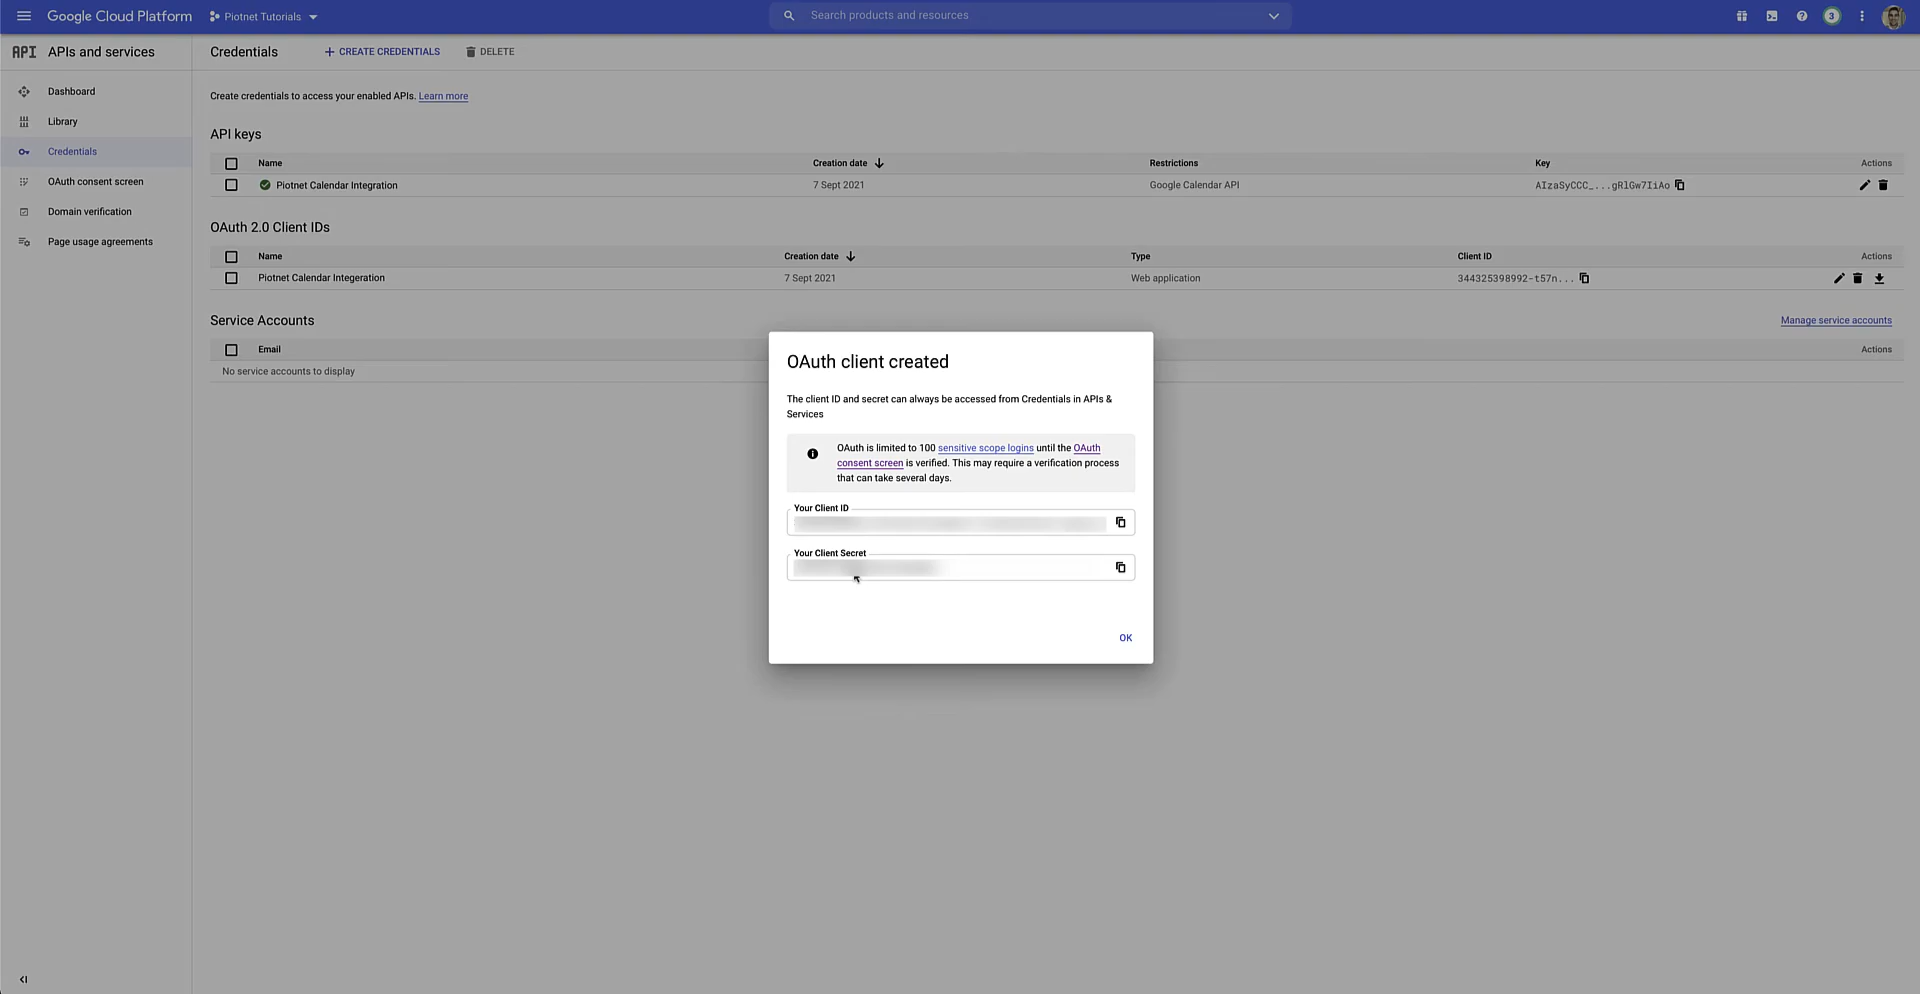 Google Cloud Platform
Piotnet Tutorials
Search products and resources
3
API APIs and services
Credentials
CREATE CREDENTIALS
DELETE
Dashboard
Library
Credentials
OAuth consent screen
Domain verification
Page usage agreements
Create credentials to access your enabled APIs. Learn more
API keys
Name Creation date Restrictions Key Actions
Piotnet Calendar Integration 7 Sept 2021 Google Calendar API AIzaSyCCC_...gRlGw7IiAo
OAuth 2.0 Client IDs
Name Creation date Type Client ID Actions
Piotnet Calendar Integeration 7 Sept 2021 Web application 344325398992-t57n...
Service Accounts
Manage service accounts
Email Actions
No service accounts to display
OAuth client created
The client ID and secret can always be accessed from Credentials in APIs &
Services
OAuth is limited to 100 sensitive scope logins until the OAuth
consent screen is verified. This may require a verification process
that can take several days.
Your Client ID
Your Client Secret
OK